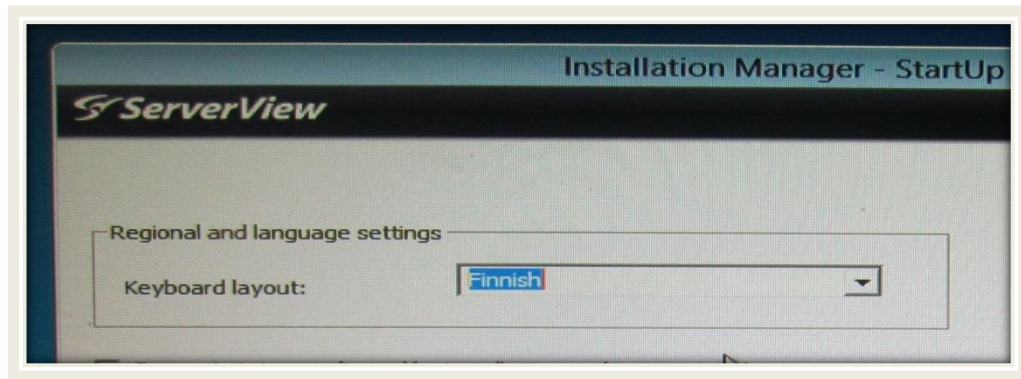 Installation Manager - StartUp
ServerView
Regional and language settings
Keyboard layout:
Finnish